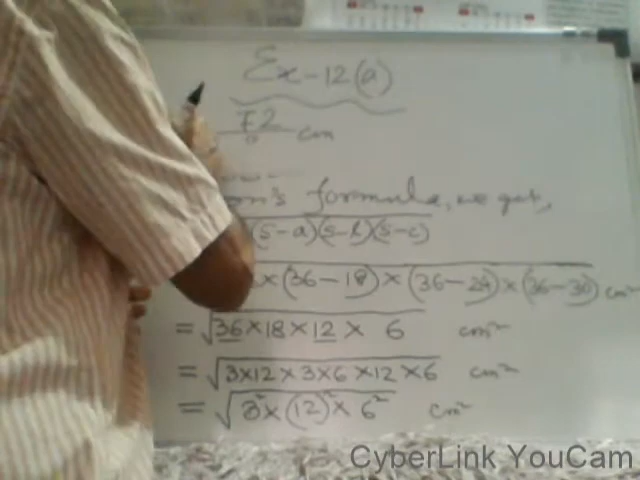 Ex-12(a)
72 cm
formula, we get,
(s-a)(s-b)(s-c)
×(36-18)×(36-24)×(36-30) cm²
= √36×18×12× 6 cm²
= √3×12×3×6×12×6 cm²
= √3²×(12)²×6² cm²
CyberLink YouCam